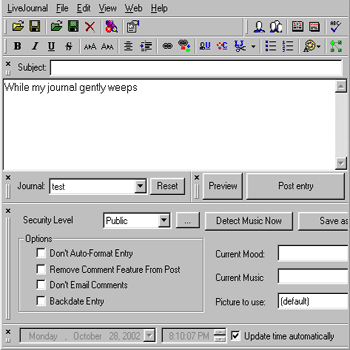 LiveJournal File Edit View Web Help
B I U S AAA AAA
Subject:
While my journal gently weeps
Journal: test Reset Preview Post entry
Security Level Public ... Detect Music Now Save as
Options
Don't Auto-Format Entry
Current Mood:
Remove Comment Feature From Post
Current Music
Don't Email Comments
Backdate Entry
Picture to use: (default)
Monday , October 28, 2002 8:10:07 PM Update time automatically